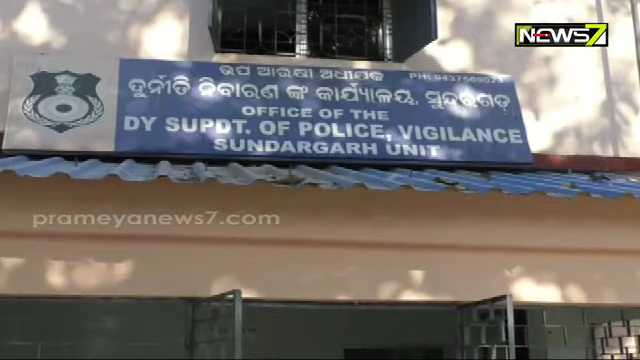 NEWS7
ଉପ ଆରକ୍ଷୀ ଅଧୀକ୍ଷକ
ଦୁର୍ନୀତି ନିବାରଣ ଙ୍କ କାର୍ଯ୍ୟାଳୟ, ସୁନ୍ଦରଗଡ଼
OFFICE OF THE
DY SUPDT. OF POLICE, VIGILANCE
SUNDARGARH UNIT
prameyanews7.com